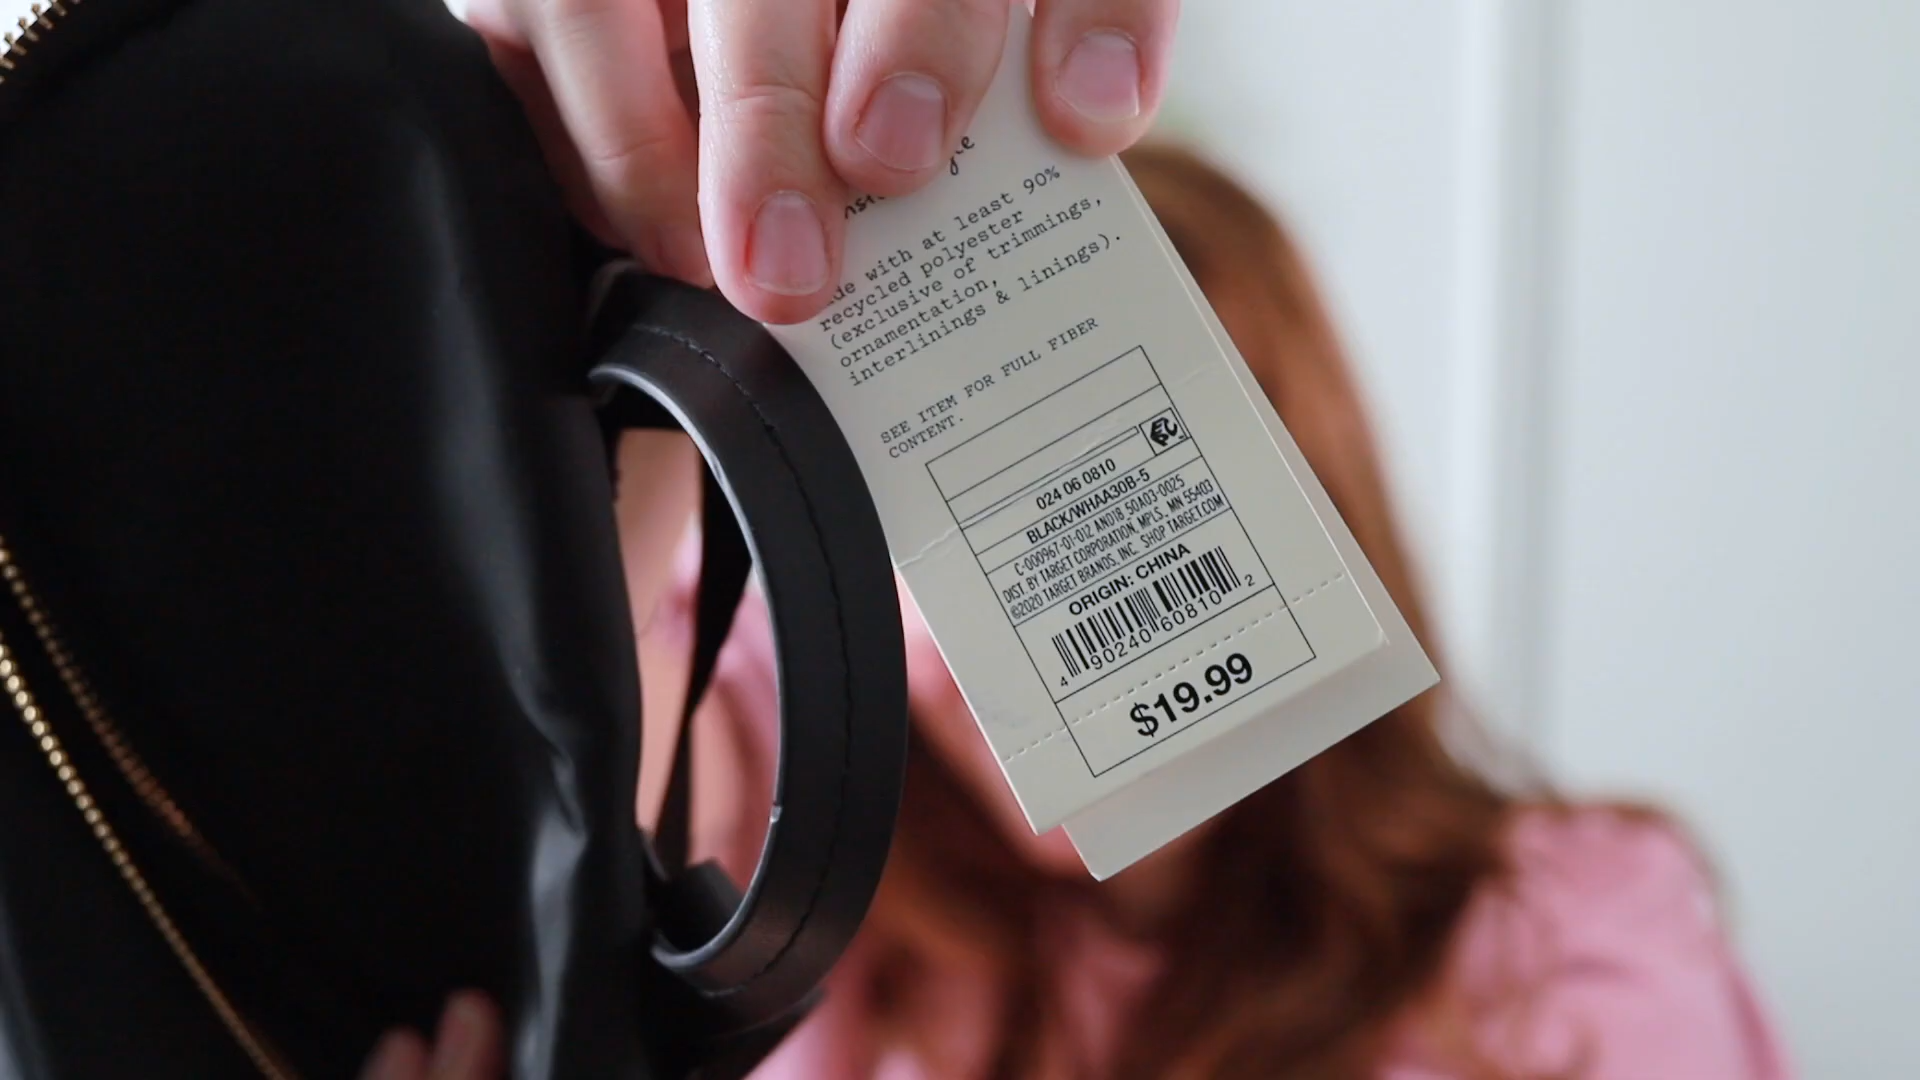 with at least 90%
recycled polyester
(exclusive of trimmings,
ornamentation,
interlinings & linings).
SEE ITEM FOR FULL FIBER
CONTENT.
024 06 0810
BLACK/WHAA30B-5
C-000967-01-012 AN018 50A03-0025
DIST. BY TARGET CORPORATION, MPLS., MN 55403
©2020 TARGET BRANDS, INC. SHOP TARGET.COM
ORIGIN: CHINA
4 90240 60810 2
$19.99